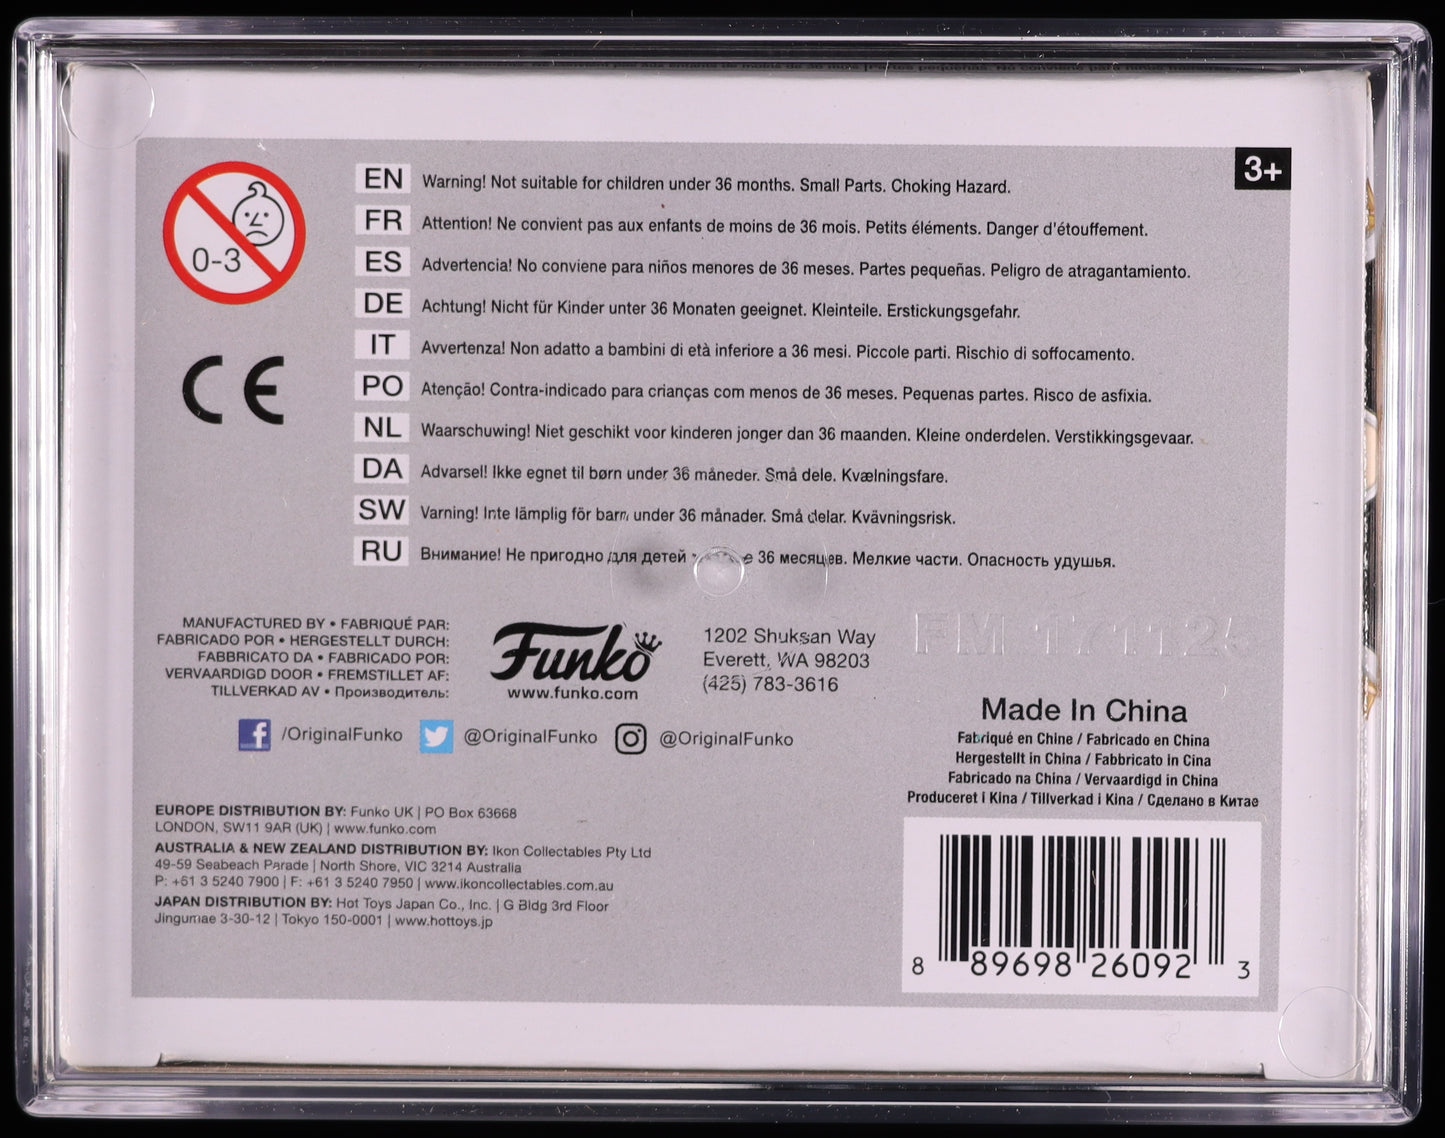 3+
0-3
EN Warning! Not suitable for children under 36 months. Small Parts. Choking Hazard.
FR Attention! Ne convient pas aux enfants de moins de 36 mois. Petits éléments. Danger d'étouffement.
ES Advertencia! No conviene para niños menores de 36 meses. Partes pequeñas. Peligro de atragantamiento.
DE Achtung! Nicht für Kinder unter 36 Monaten geeignet. Kleinteile. Erstickungsgefahr.
IT Avvertenza! Non adatto a bambini di età inferiore a 36 mesi. Piccole parti. Rischio di soffocamento.
PO Atenção! Contra-indicado para crianças com menos de 36 meses. Pequenas partes. Risco de asfixia.
NL Waarschuwing! Niet geschikt voor kinderen jonger dan 36 maanden. Kleine onderdelen. Verstikkingsgevaar.
DA Advarsel! Ikke egnet til børn under 36 måneder. Små dele. Kvælningsfare.
SW Varning! Inte lämplig för barn under 36 månader. Små delar. Kvävningsrisk.
RU Внимание! Не пригодно для детей 36 месяцев. Мелкие части. Опасность удушья.
CE
MANUFACTURED BY • FABRIQUÉ PAR:
FABRICADO POR • HERGESTELLT DURCH:
FABBRICATO DA • FABRICADO POR:
VERVAARDIGD DOOR • FREMSTILLET AF:
TILLVERKAD AV • Производитель:
Funko
www.funko.com
1202 Shuksan Way
Everett, WA 98203
(425) 783-3616
/OriginalFunko @OriginalFunko @OriginalFunko
EUROPE DISTRIBUTION BY: Funko UK | PO Box 63668
LONDON, SW11 9AR (UK) | www.funko.com
AUSTRALIA & NEW ZEALAND DISTRIBUTION BY: Ikon Collectables Pty Ltd
49-59 Seabeach Parade | North Shore, VIC 3214 Australia
P: +61 3 5240 7900 | F: +61 3 5240 7950 | www.ikoncollectables.com.au
JAPAN DISTRIBUTION BY: Hot Toys Japan Co., Inc. | G Bldg 3rd Floor
Jingumae 3-30-12 | Tokyo 150-0001 | www.hottoys.jp
Made In China
Fabriqué en Chine / Fabricado en China
Hergestellt in China / Fabbricato in Cina
Fabricado na China / Vervaardigd in China
Produceret i Kina / Tillverkad i Kina / Сделано в Китае
8 89698 26092 3